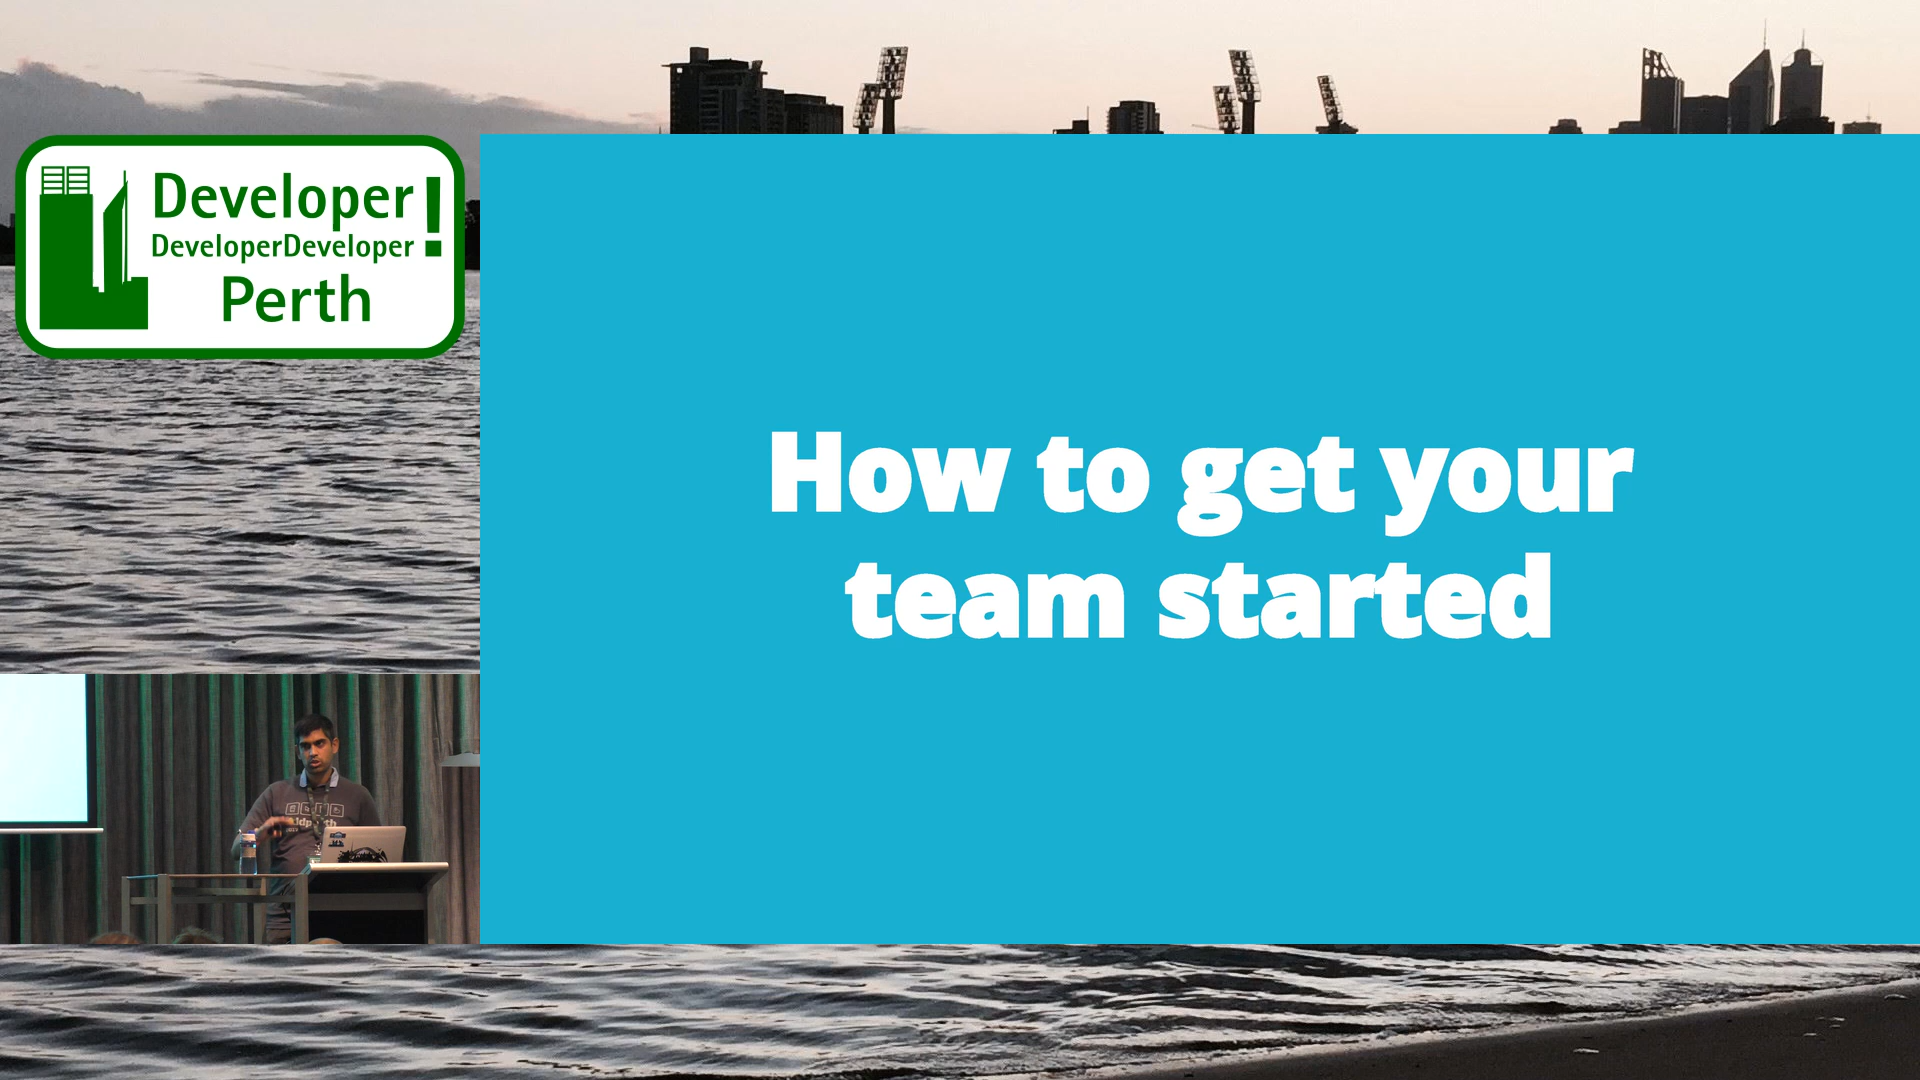 Developer!
DeveloperDeveloper
Perth
How to get your
team started